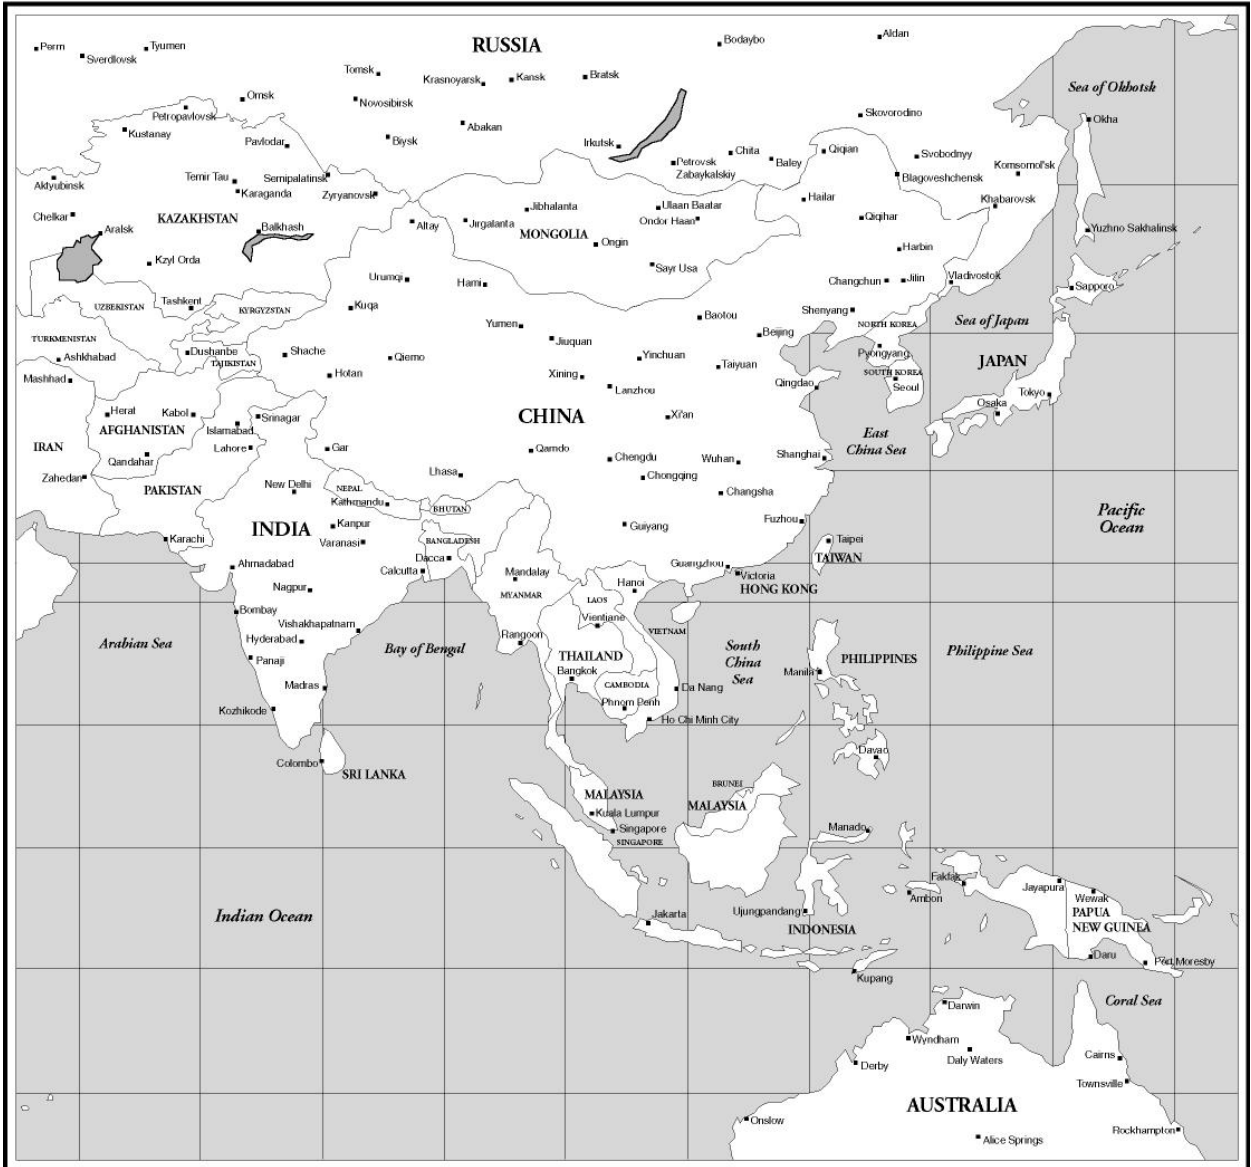 Perm
Sverdlovsk
Tyumen
RUSSIA
Bodaybo
Aldan
Tomsk
Krasnoyarsk
Kansk
Bratsk
Sea of Okhotsk
Omsk
Novosibirsk
Petropavlovsk
Kustanay
Pavlodar
Biysk
Abakan
Irkutsk
Skovorodino
Okha
Chita
Petrovsk
Zabaykalskiy
Baley
Qiqian
Svobodnyy
Komsomol'sk
Blagoveshchensk
Aktyubinsk
Temir Tau
Karaganda
Semipalatinsk
Zyryanovsk
Khabarovsk
Chelkar
KAZAKHSTAN
Aralsk
Balkhash
Altay
Jirgalanta
Jibhalanta
MONGOLIA
Ulaan Baatar
Ondor Haan
Ongin
Hailar
Qiqihar
Yuzhno Sakhalinsk
Kzyl Orda
Sayr Usa
Harbin
Urumqi
Hami
Changchun
Jilin
Vladivostok
Sapporo
UZBEKISTAN
Tashkent
KYRGYZSTAN
Kuqa
Yumen
Baotou
Shenyang
NORTH KOREA
Sea of Japan
TURKMENISTAN
Ashkhabad
Dushanbe
TAJIKISTAN
Shache
Qiemo
Jiuquan
Yinchuan
Beijing
Taiyuan
Pyongyang
JAPAN
Mashhad
Hotan
Xining
Lanzhou
Qingdao
SOUTH KOREA
Seoul
Tokyo
Osaka
Herat
Kabol
AFGHANISTAN
Islamabad
Srinagar
CHINA
Xi'an
East
China Sea
IRAN
Qandahar
Lahore
Gar
Qamdo
Chengdu
Wuhan
Shanghai
Zahedan
PAKISTAN
New Delhi
NEPAL
Kathmandu
Lhasa
BHUTAN
Chongqing
Changsha
Pacific
Ocean
INDIA
Kanpur
Varanasi
BANGLADESH
Guiyang
Fuzhou
Karachi
Taipei
TAIWAN
Ahmadabad
Calcutta
Dacca
Mandalay
Hanoi
Guangzhou
Victoria
HONG KONG
Nagpur
MYANMAR
LAOS
Bombay
Vishakhapatnam
Hyderabad
Vientiane
VIETNAM
Arabian Sea
Bay of Bengal
Rangoon
South
China
Sea
Philippine Sea
Panaji
THAILAND
Bangkok
PHILIPPINES
Manila
Madras
CAMBODIA
Da Nang
Kozhikode
Phnom Penh
Ho Chi Minh City
Colombo
SRI LANKA
Davao
MALAYSIA
BRUNEI
MALAYSIA
Kuala Lumpur
Singapore
SINGAPORE
Manado
Fakfak
Jayapura
Wewak
Ambon
Indian Ocean
Jakarta
Ujungpandang
INDONESIA
PAPUA
NEW GUINEA
Daru
Port Moresby
Kupang
Darwin
Coral Sea
Wyndham
Daly Waters
Derby
Cairns
Townsville
AUSTRALIA
Onslow
Alice Springs
Rockhampton